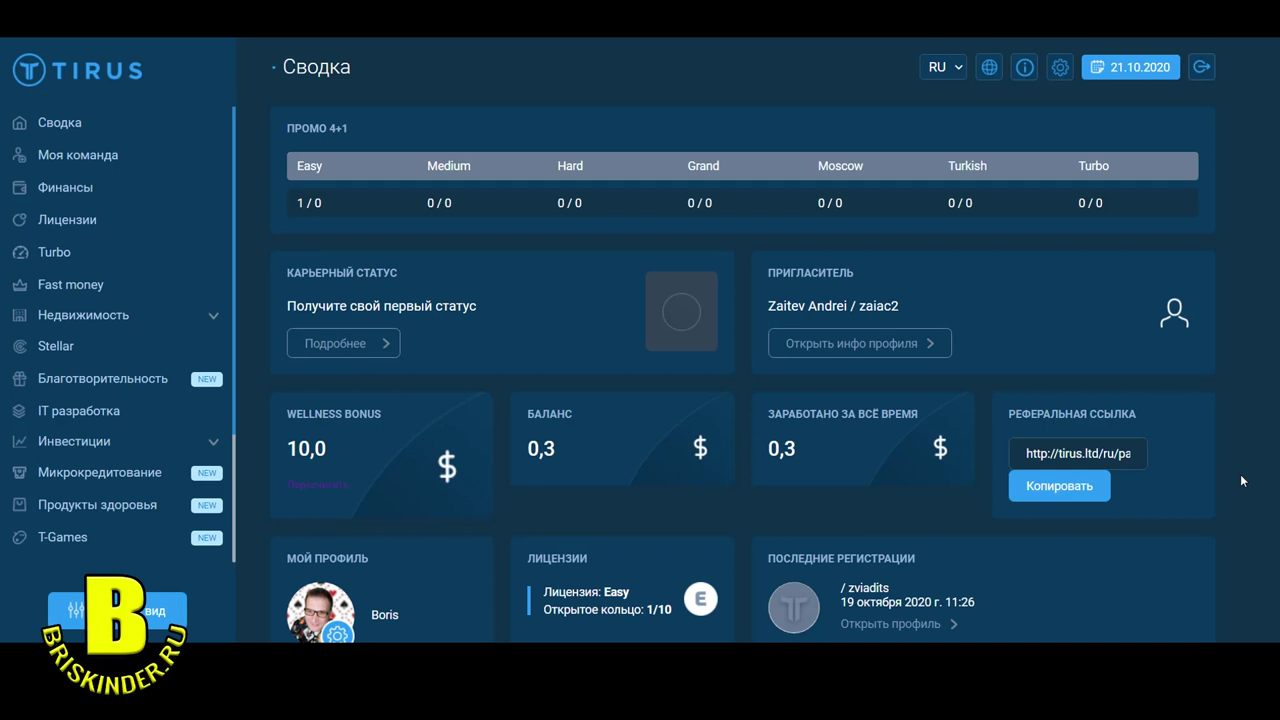 TIRUS
Сводка
RU
21.10.2020
Сводка
Моя команда
Финансы
Лицензии
Turbo
Fast money
Недвижимость
Stellar
Благотворительность NEW
IT разработка
Инвестиции
Микрокредитование NEW
Продукты здоровья NEW
T-Games NEW
вид
ПРОМО 4+1
Easy Medium Hard Grand Moscow Turkish Turbo
1 / 0 0 / 0 0 / 0 0 / 0 0 / 0 0 / 0 0 / 0
КАРЬЕРНЫЙ СТАТУС
Получите свой первый статус
Подробнее
ПРИГЛАСИТЕЛЬ
Zaitev Andrei / zaiac2
Открыть инфо профиля
WELLNESS BONUS
10,0
$
БАЛАНС
0,3
$
ЗАРАБОТАНО ЗА ВСЁ ВРЕМЯ
0,3
$
РЕФЕРАЛЬНАЯ ССЫЛКА
http://tirus.ltd/ru/pa
Копировать
МОЙ ПРОФИЛЬ
Boris
ЛИЦЕНЗИИ
Лицензия: Easy
Открытое кольцо: 1/10
E
ПОСЛЕДНИЕ РЕГИСТРАЦИИ
/ zviadits
19 октября 2020 г. 11:26
Открыть профиль
B
BRISKINDER.RU